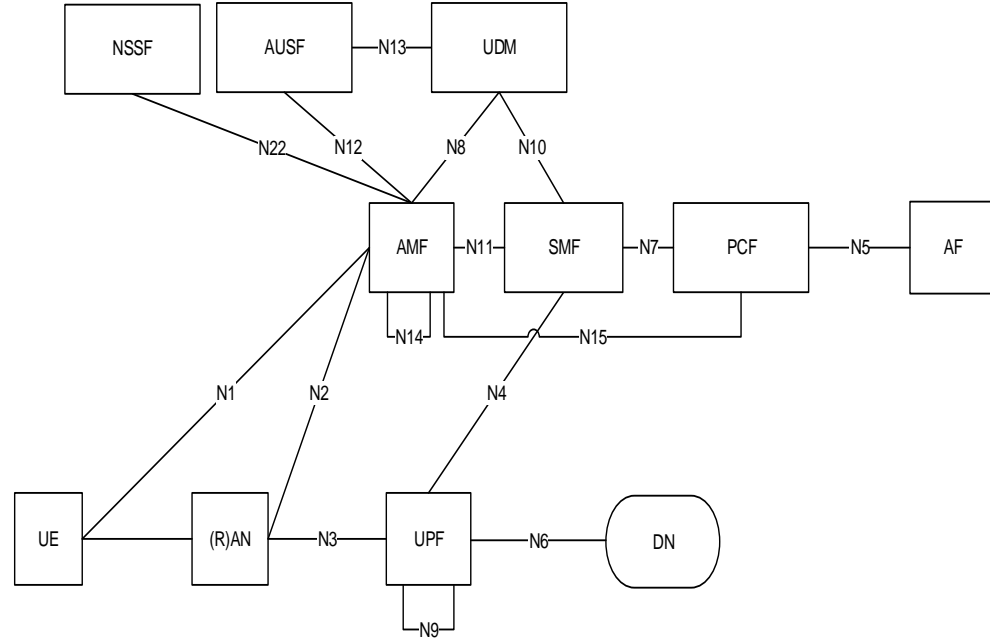 NSSF
AUSF
N13
UDM
N22
N12
N8
N10
AMF
N11
SMF
N7
PCF
N5
AF
N14
N15
N1
N2
N4
UE
(R)AN
N3
UPF
N6
DN
N9